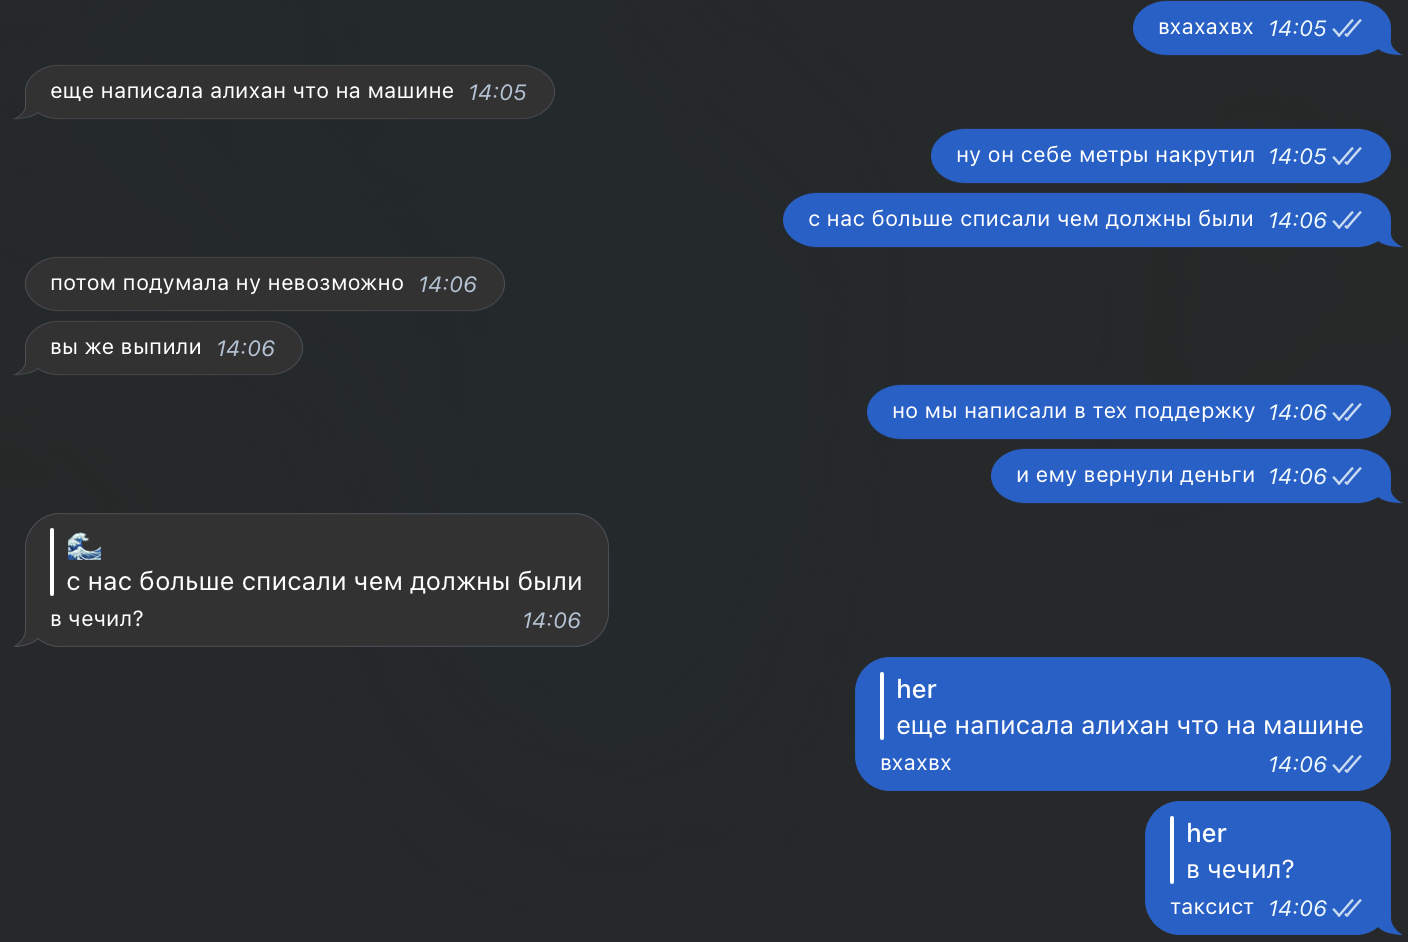 вхахахвх 14:05
еще написала алихан что на машине 14:05
ну он себе метры накрутил 14:05
с нас больше списали чем должны были 14:06
потом подумала ну невозможно 14:06
вы же выпили 14:06
но мы написали в тех поддержку 14:06
и ему вернули деньги 14:06
🌊
с нас больше списали чем должны были
в чечил? 14:06
her
еще написала алихан что на машине
вхахвх 14:06
her
в чечил?
таксист 14:06